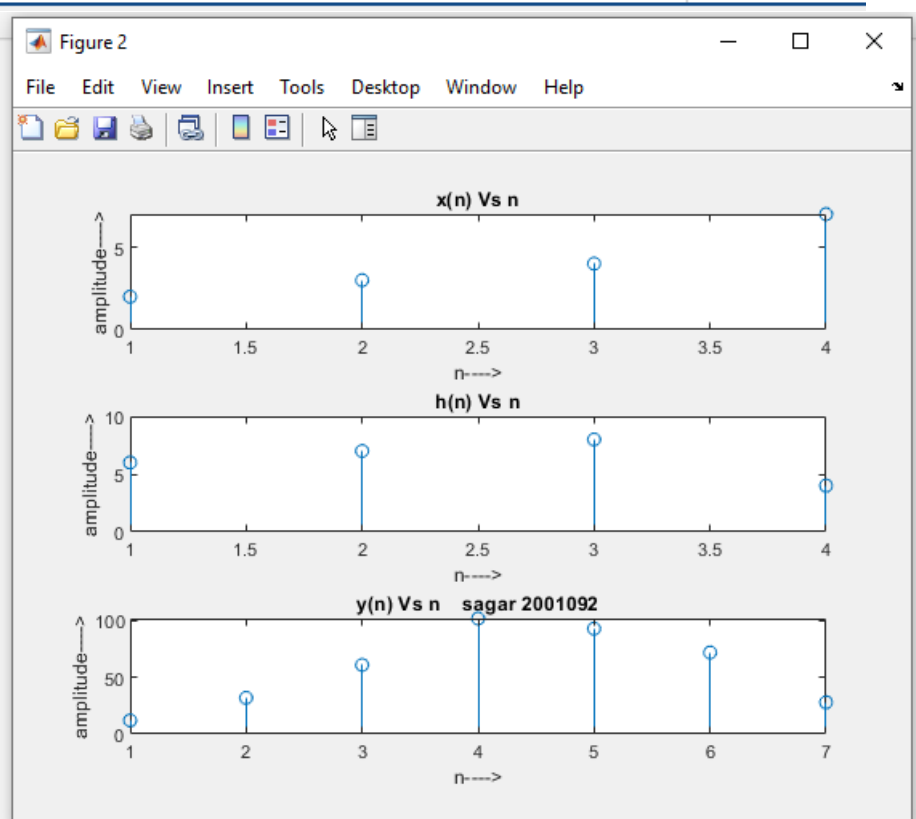 Figure 2
File Edit View Insert Tools Desktop Window Help
x(n) Vs n
amplitude---->
5
0
1 1.5 2 2.5 3 3.5 4
n---->
h(n) Vs n
amplitude---->
10
5
0
1 1.5 2 2.5 3 3.5 4
n---->
y(n) Vs n sagar 2001092
amplitude---->
100
50
0
1 2 3 4 5 6 7
n---->